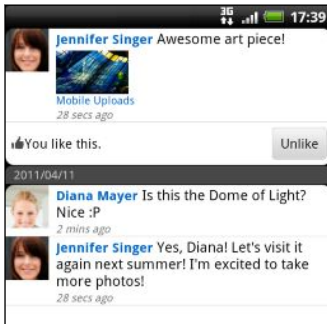 3G 17:39
Jennifer Singer Awesome art piece!
Mobile Uploads
28 secs ago
You like this.
Unlike
2011/04/11
Diana Mayer Is this the Dome of Light?
Nice :P
2 mins ago
Jennifer Singer Yes, Diana! Let's visit it
again next summer! I'm excited to take
more photos!
28 secs ago